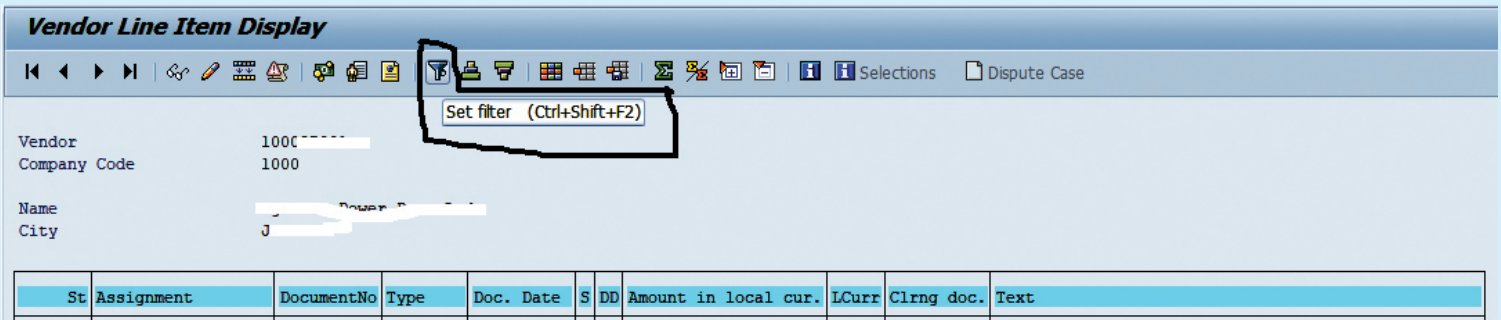 Vendor Line Item Display
Selections Dispute Case
Set filter (Ctrl+Shift+F2)
Vendor
Company Code 1000
Name Power
City J
St Assignment DocumentNo Type Doc. Date S DD Amount in local cur. LCurr Clrng doc. Text